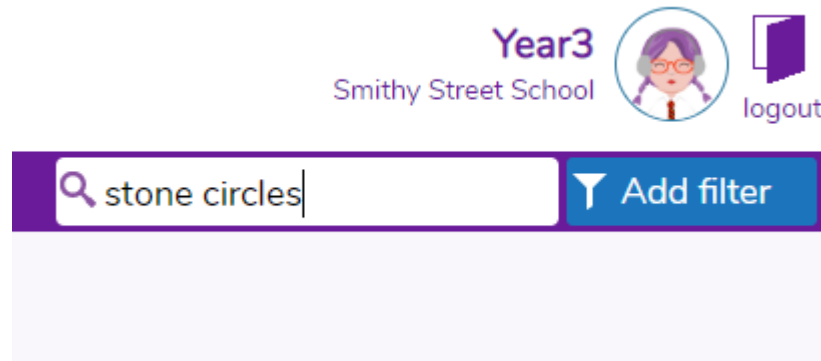 Year3
Smithy Street School
logout
stone circles
Add filter